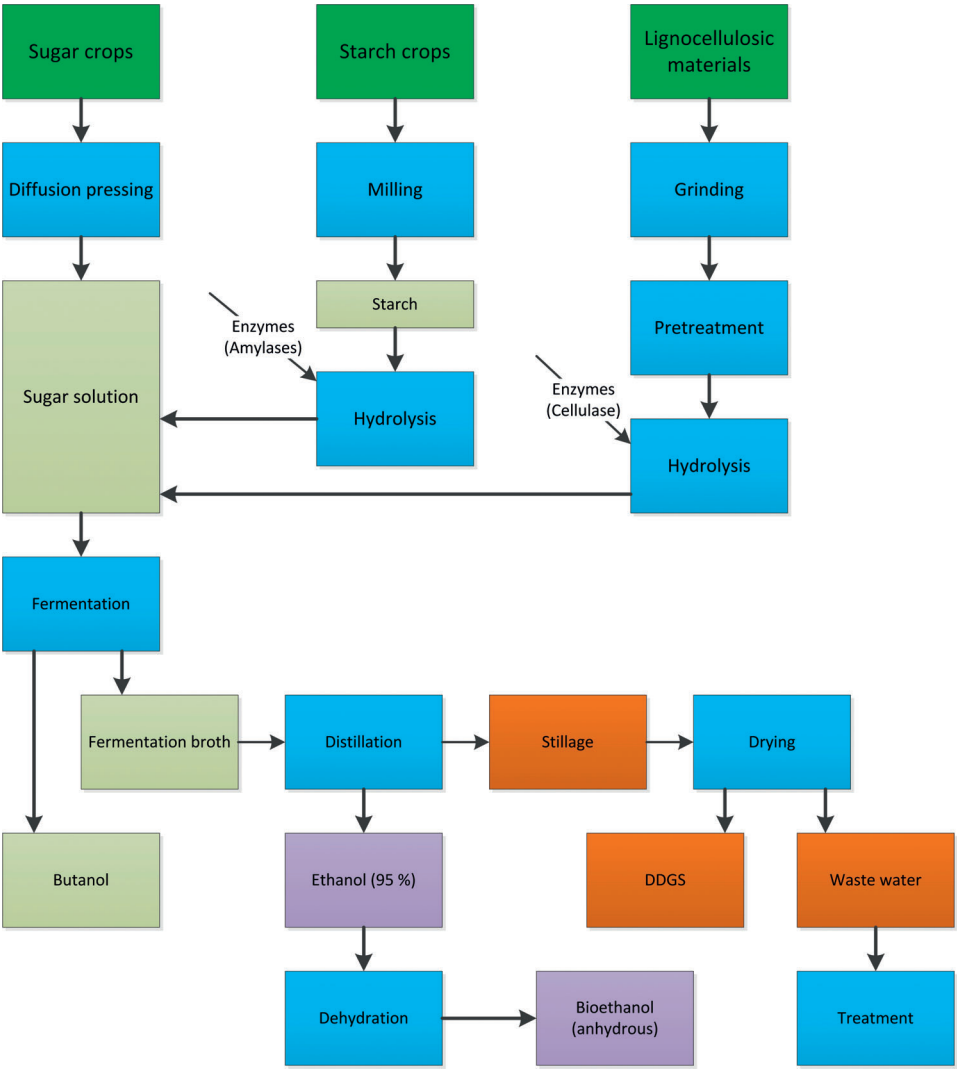 Sugar crops
Starch crops
Lignocellulosic
materials
Diffusion pressing
Milling
Grinding
Sugar solution
Starch
Pretreatment
Enzymes
(Amylases)
Hydrolysis
Enzymes
(Cellulase)
Hydrolysis
Fermentation
Fermentation broth
Distillation
Stillage
Drying
Butanol
Ethanol (95 %)
DDGS
Waste water
Dehydration
Bioethanol
(anhydrous)
Treatment